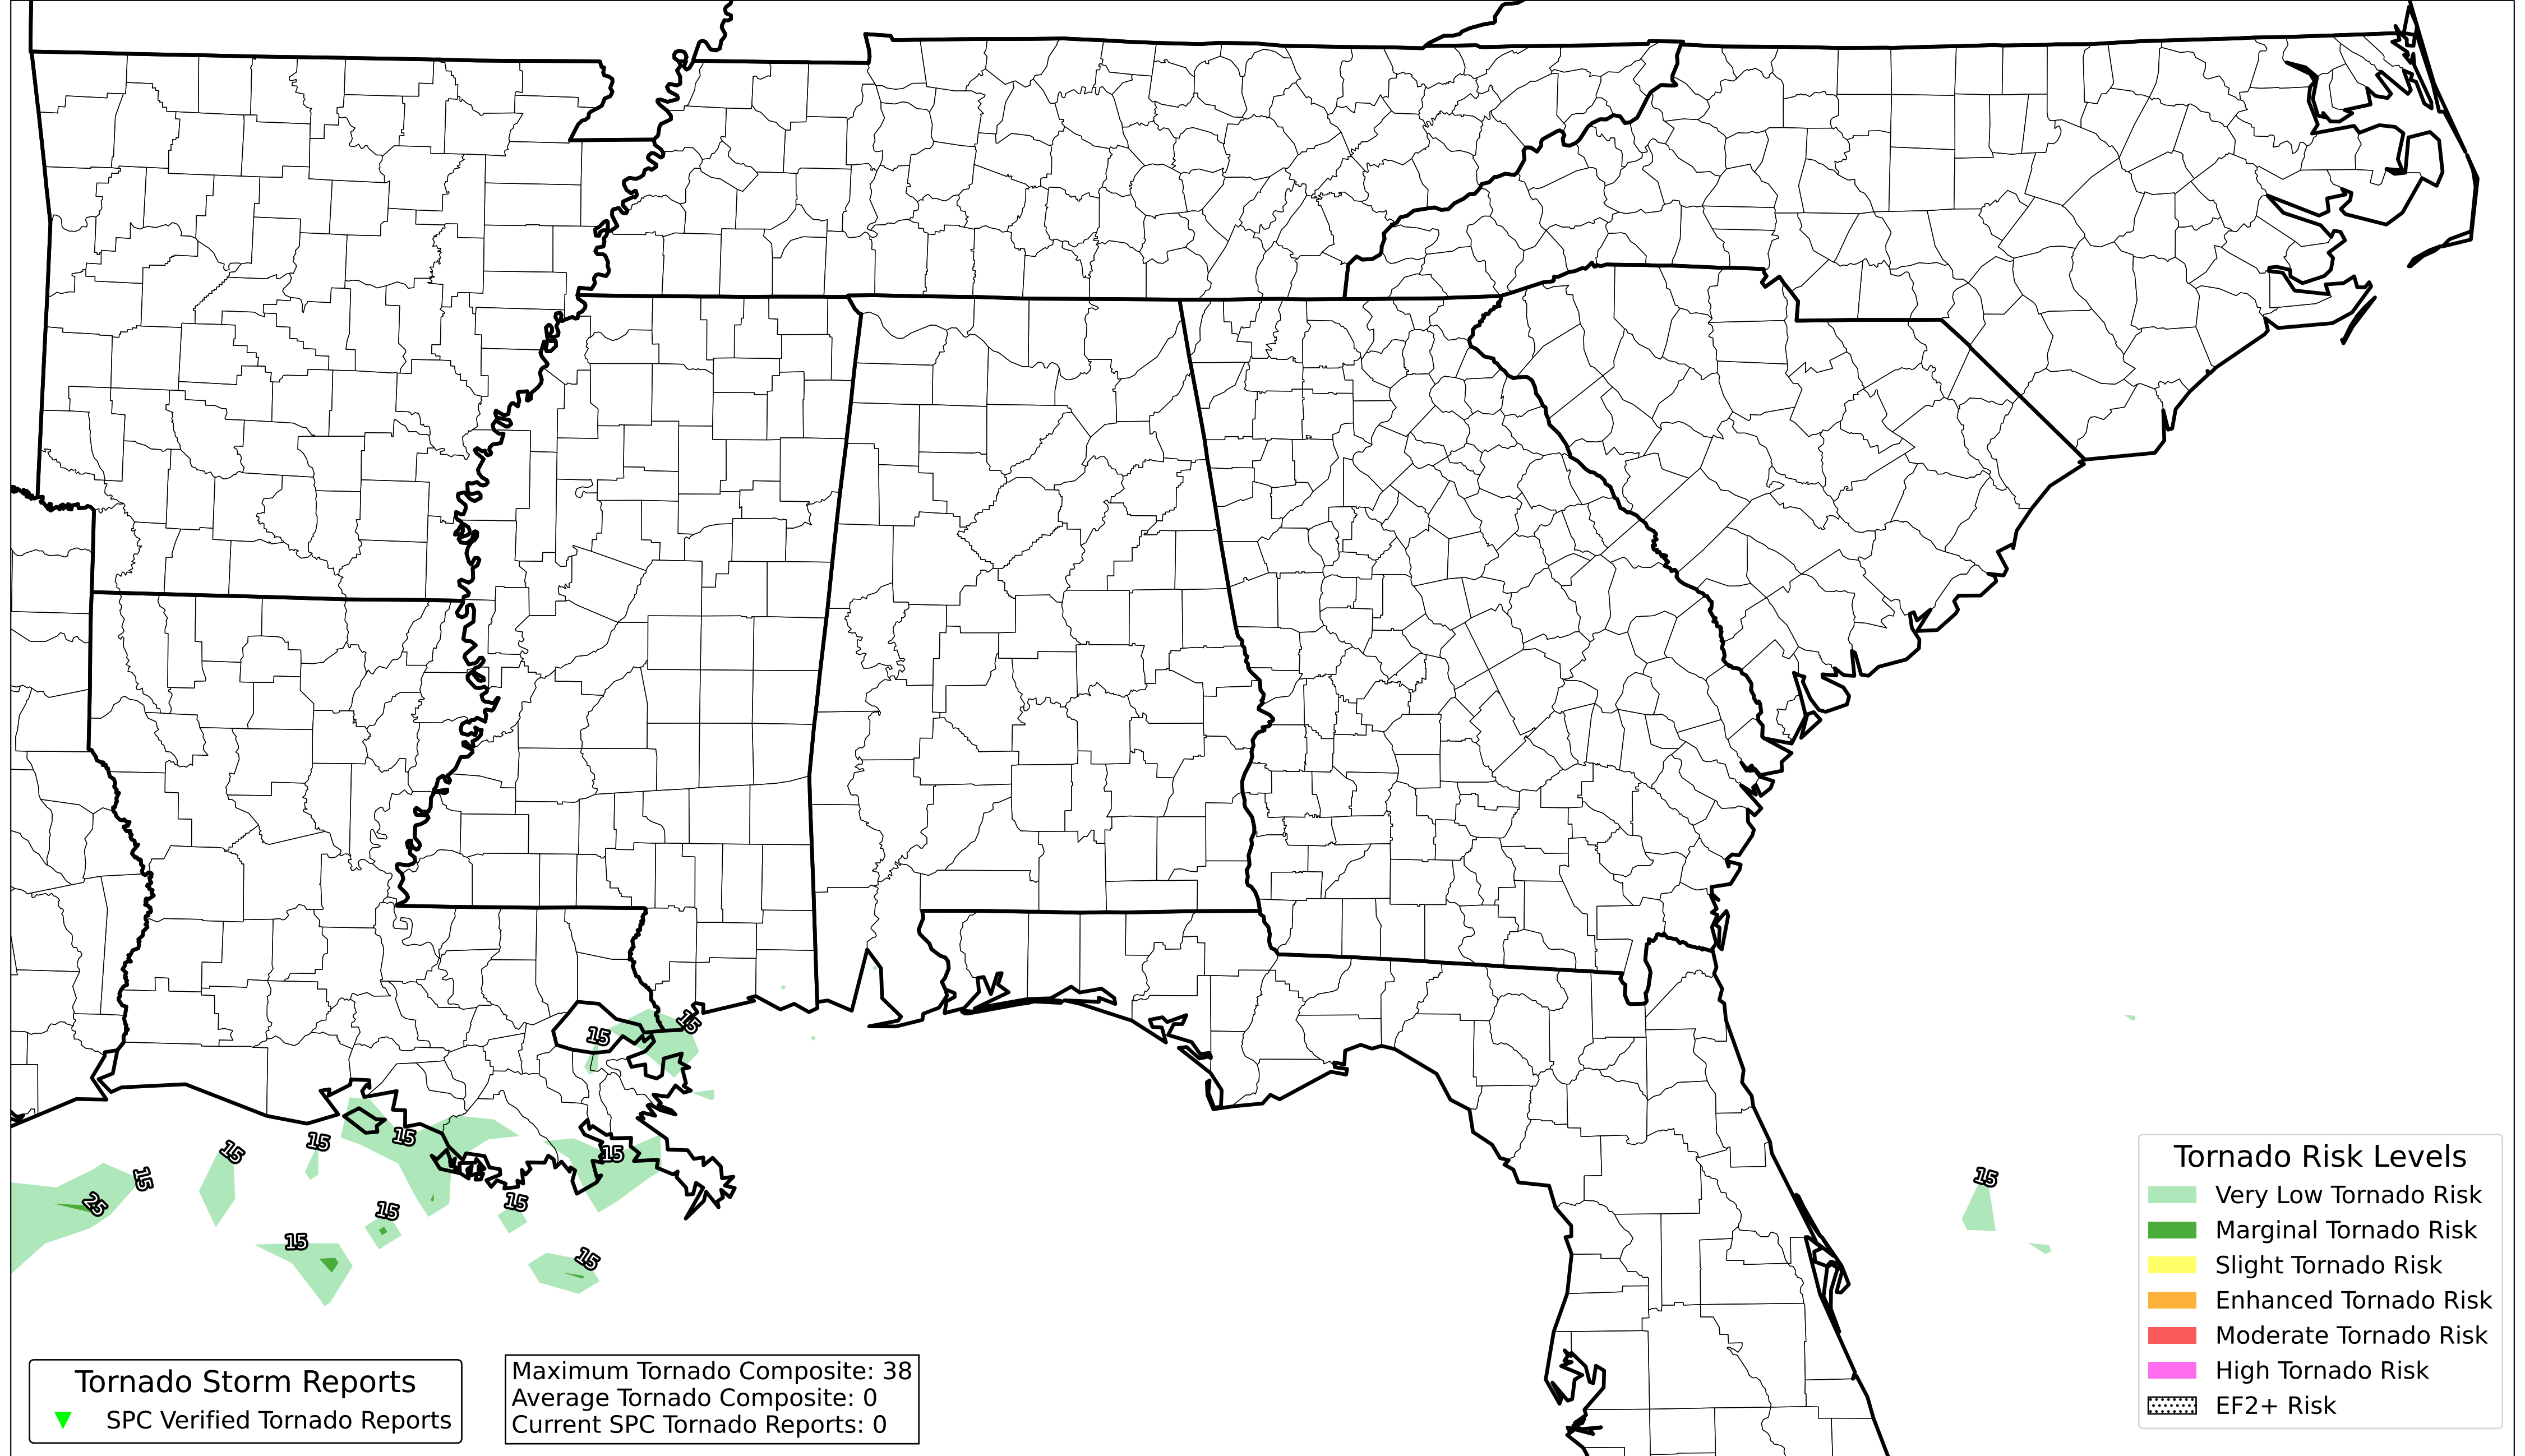 15
15
15
15
15
15
15
15
25
15
15
15
15
15
Tornado Risk Levels
Very Low Tornado Risk
Marginal Tornado Risk
Slight Tornado Risk
Enhanced Tornado Risk
Moderate Tornado Risk
High Tornado Risk
EF2+ Risk
Tornado Storm Reports
SPC Verified Tornado Reports
Maximum Tornado Composite: 38
Average Tornado Composite: 0
Current SPC Tornado Reports: 0